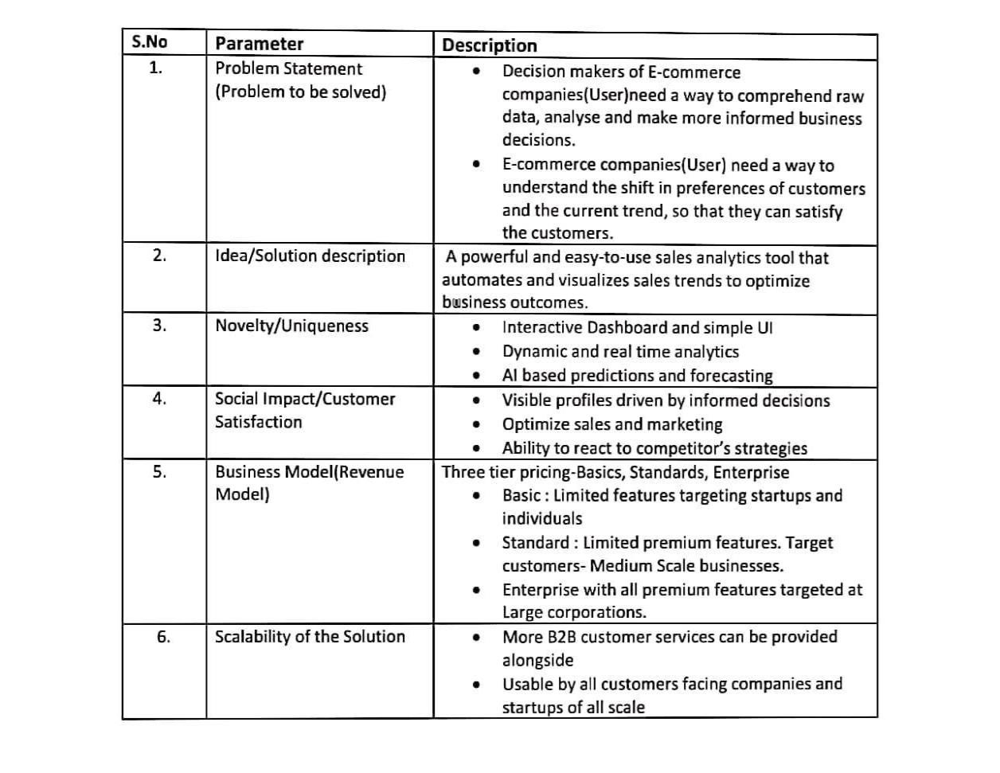 S.No Parameter Description
1. Problem Statement
(Problem to be solved)
• Decision makers of E-commerce
companies(User)need a way to comprehend raw
data, analyse and make more informed business
decisions.
• E-commerce companies(User) need a way to
understand the shift in preferences of customers
and the current trend, so that they can satisfy
the customers.
2. Idea/Solution description
A powerful and easy-to-use sales analytics tool that
automates and visualizes sales trends to optimize
business outcomes.
3. Novelty/Uniqueness
• Interactive Dashboard and simple UI
• Dynamic and real time analytics
• AI based predictions and forecasting
4. Social Impact/Customer
Satisfaction
• Visible profiles driven by informed decisions
• Optimize sales and marketing
• Ability to react to competitor's strategies
5. Business Model(Revenue
Model)
Three tier pricing-Basics, Standards, Enterprise
• Basic : Limited features targeting startups and
individuals
• Standard : Limited premium features. Target
customers- Medium Scale businesses.
• Enterprise with all premium features targeted at
Large corporations.
6. Scalability of the Solution
• More B2B customer services can be provided
alongside
• Usable by all customers facing companies and
startups of all scale